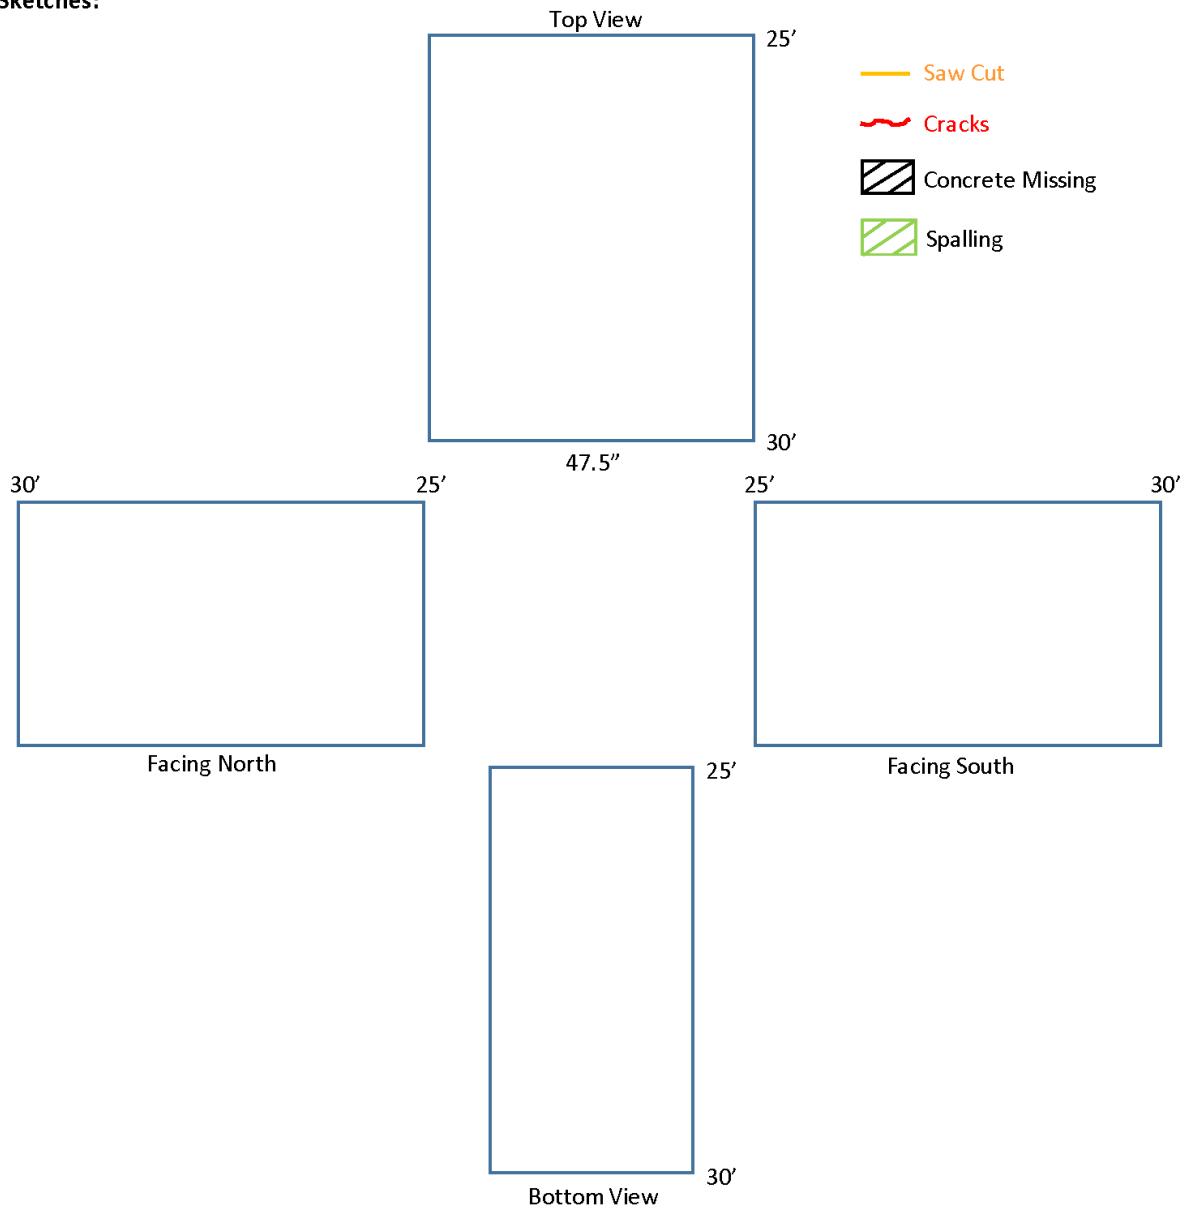 Sketches:
Top View
25’
Saw Cut
Cracks
Concrete Missing
Spalling
30’
47.5”
30’
25’
25’
30’
Facing North
Facing South
25’
30’
Bottom View